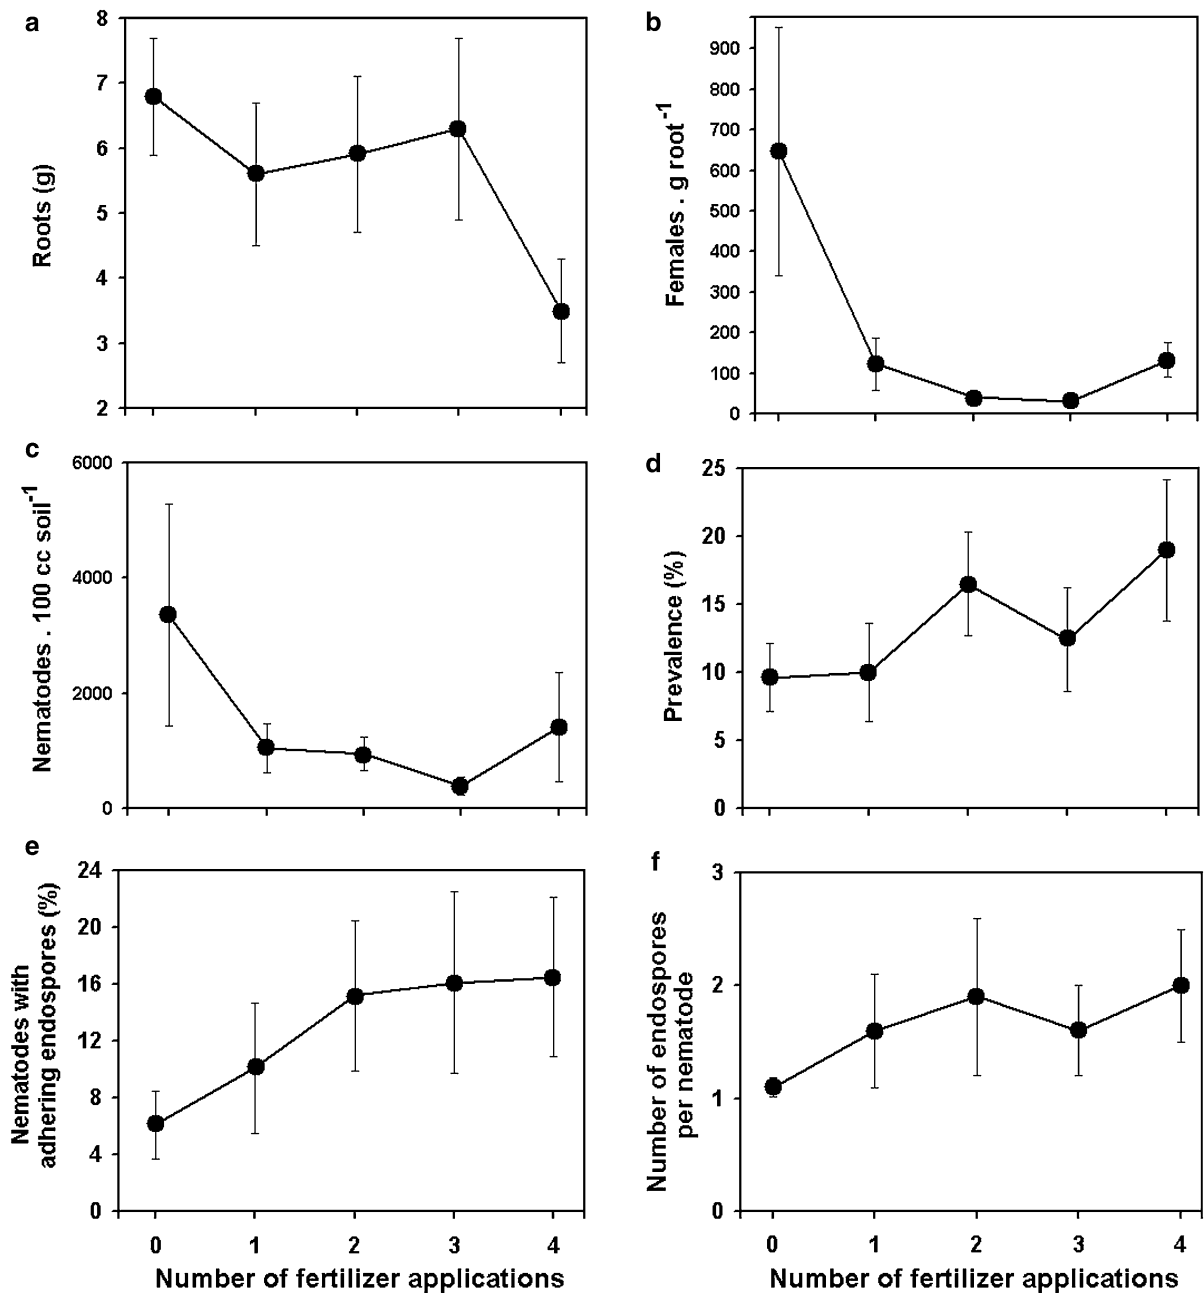 a
8
7
6
5
4
3
2
Roots (g)
b
900
800
700
600
500
400
300
200
100
0
Females . g root⁻¹
c
6000
4000
2000
0
Nematodes . 100 cc soil⁻¹
d
25
20
15
10
5
0
Prevalence (%)
e
24
20
16
12
8
4
0
Nematodes with
adhering endospores (%)
0 1 2 3 4
Number of fertilizer applications
f
3
2
1
0
Number of endospores
per nematode
0 1 2 3 4
Number of fertilizer applications